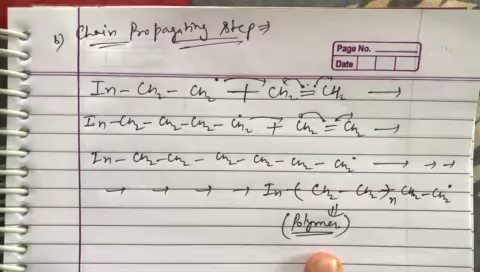 b) Chain Propagating Step ⇒
Page No.
Date
In-CH₂-CH₂• + CH₂=CH₂ →
In-CH₂-CH₂-CH₂-CH₂• + CH₂=CH₂ →
In-CH₂-CH₂-CH₂-CH₂-CH₂-CH₂• → → →
→ → → → In-(CH₂-CH₂)ₙ-CH₂-CH₂•
(Polymer)